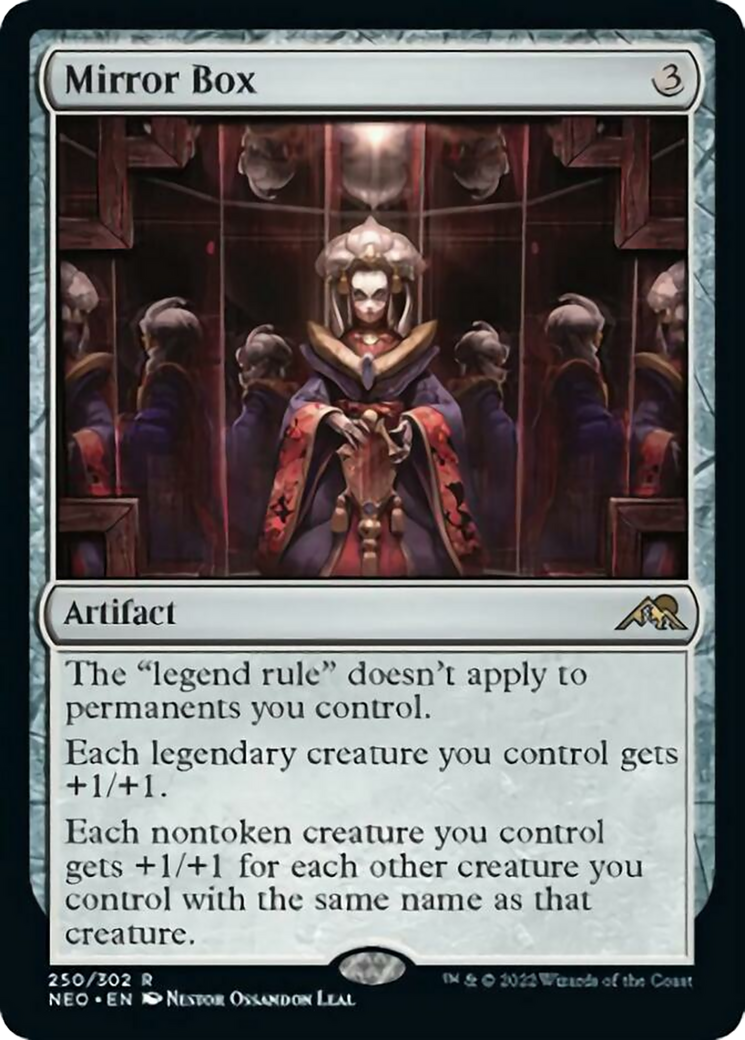 Mirror Box
3
Artifact
The “legend rule” doesn’t apply to
permanents you control.
Each legendary creature you control gets
+1/+1.
Each nontoken creature you control
gets +1/+1 for each other creature you
control with the same name as that
creature.
250/302 R
™ & © 2022 Wizards of the Coast
NEO • EN Nestor Ossandon Leal